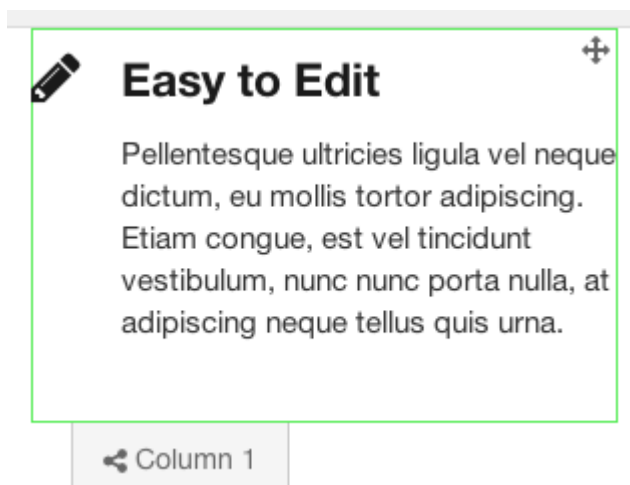 Easy to Edit
Pellentesque ultricies ligula vel neque
dictum, eu mollis tortor adipiscing.
Etiam congue, est vel tincidunt
vestibulum, nunc nunc porta nulla, at
adipiscing neque tellus quis urna.
Column 1